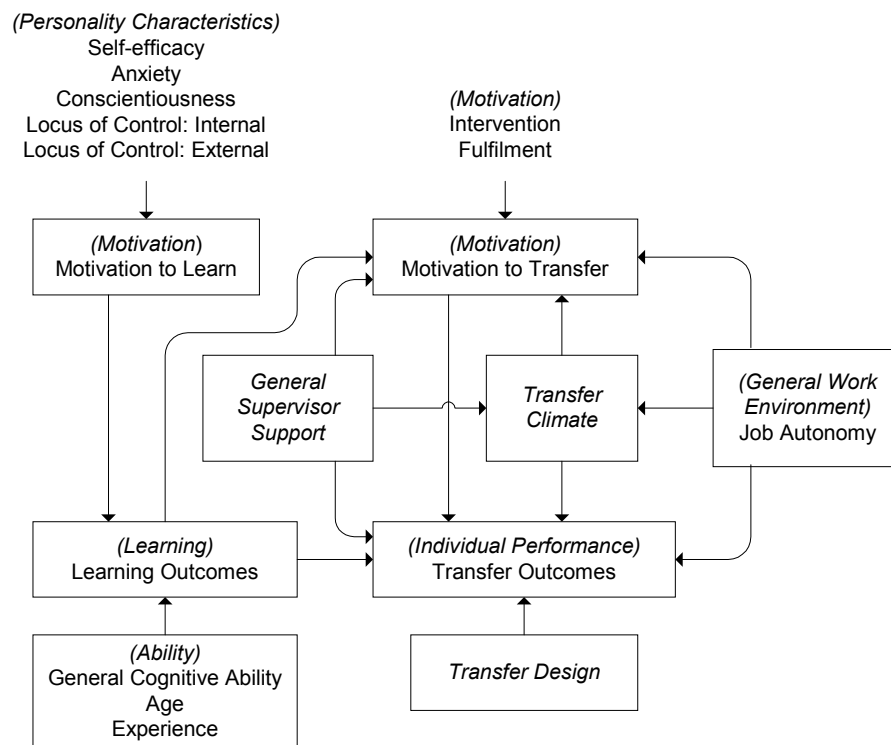 (Personality Characteristics)
Self-efficacy
Anxiety
Conscientiousness
Locus of Control: Internal
Locus of Control: External
(Motivation)
Intervention
Fulfilment
(Motivation)
Motivation to Learn
(Motivation)
Motivation to Transfer
General
Supervisor
Support
Transfer
Climate
(General Work
Environment)
Job Autonomy
(Learning)
Learning Outcomes
(Individual Performance)
Transfer Outcomes
(Ability)
General Cognitive Ability
Age
Experience
Transfer Design